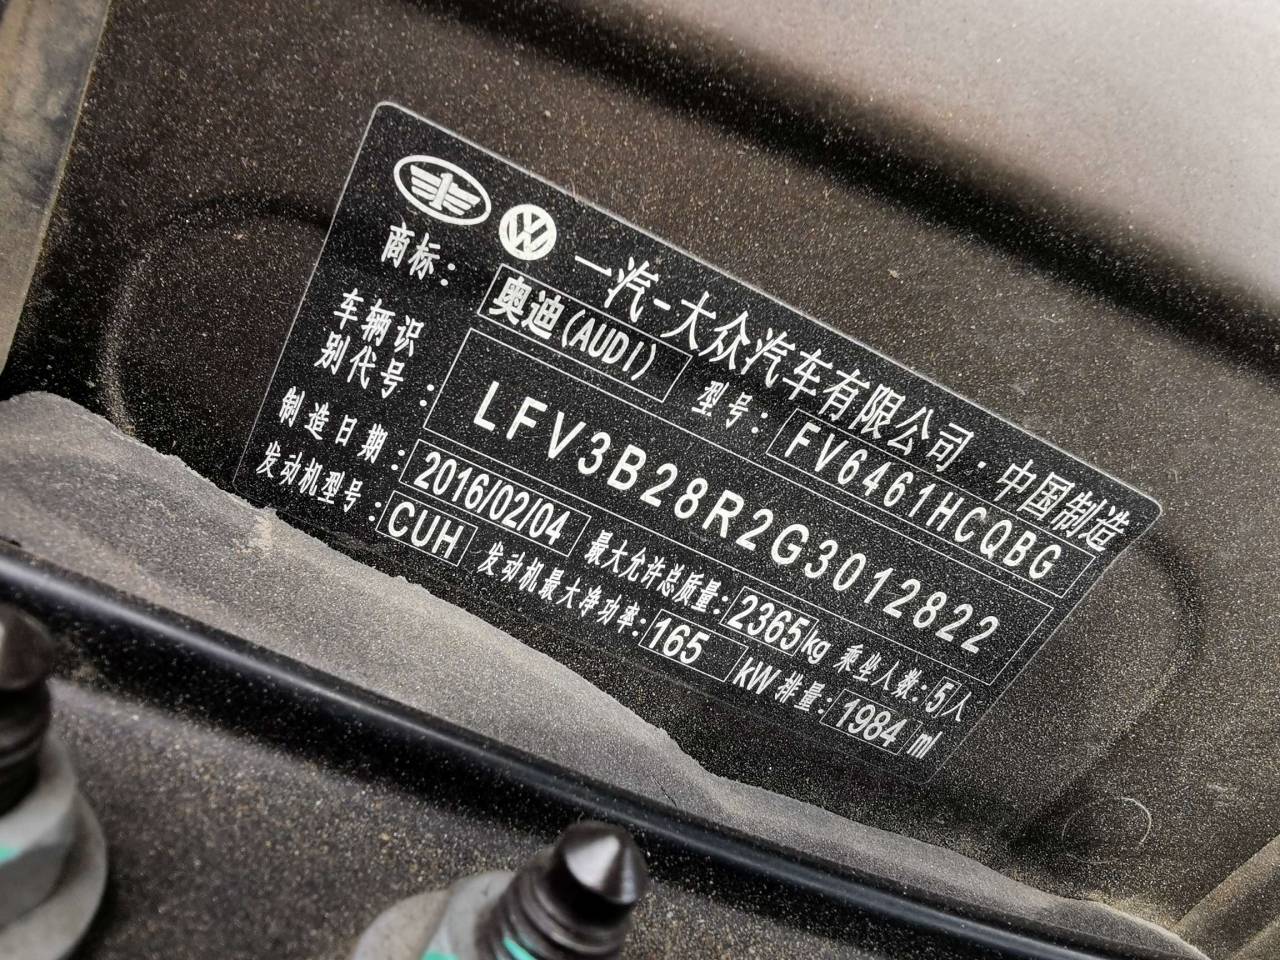 一汽-大众汽车有限公司·中国制造
商标: 奥迪(AUDI) 型号: FV6461HCQBG
车辆识
别代号: LFV3B28R2G3012822
制造日期: 2016/02/04 最大允许总质量: 2365kg 乘坐人数: 5人
发动机型号: CUH 发动机最大净功率: 165 kW 排量: 1984 ml